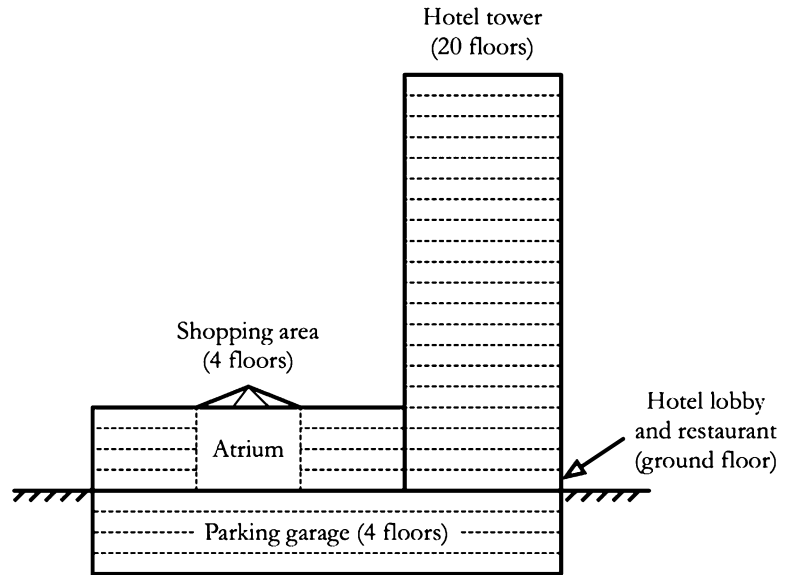 Hotel tower
(20 floors)
Shopping area
(4 floors)
Hotel lobby
and restaurant
(ground floor)
Atrium
Parking garage (4 floors)